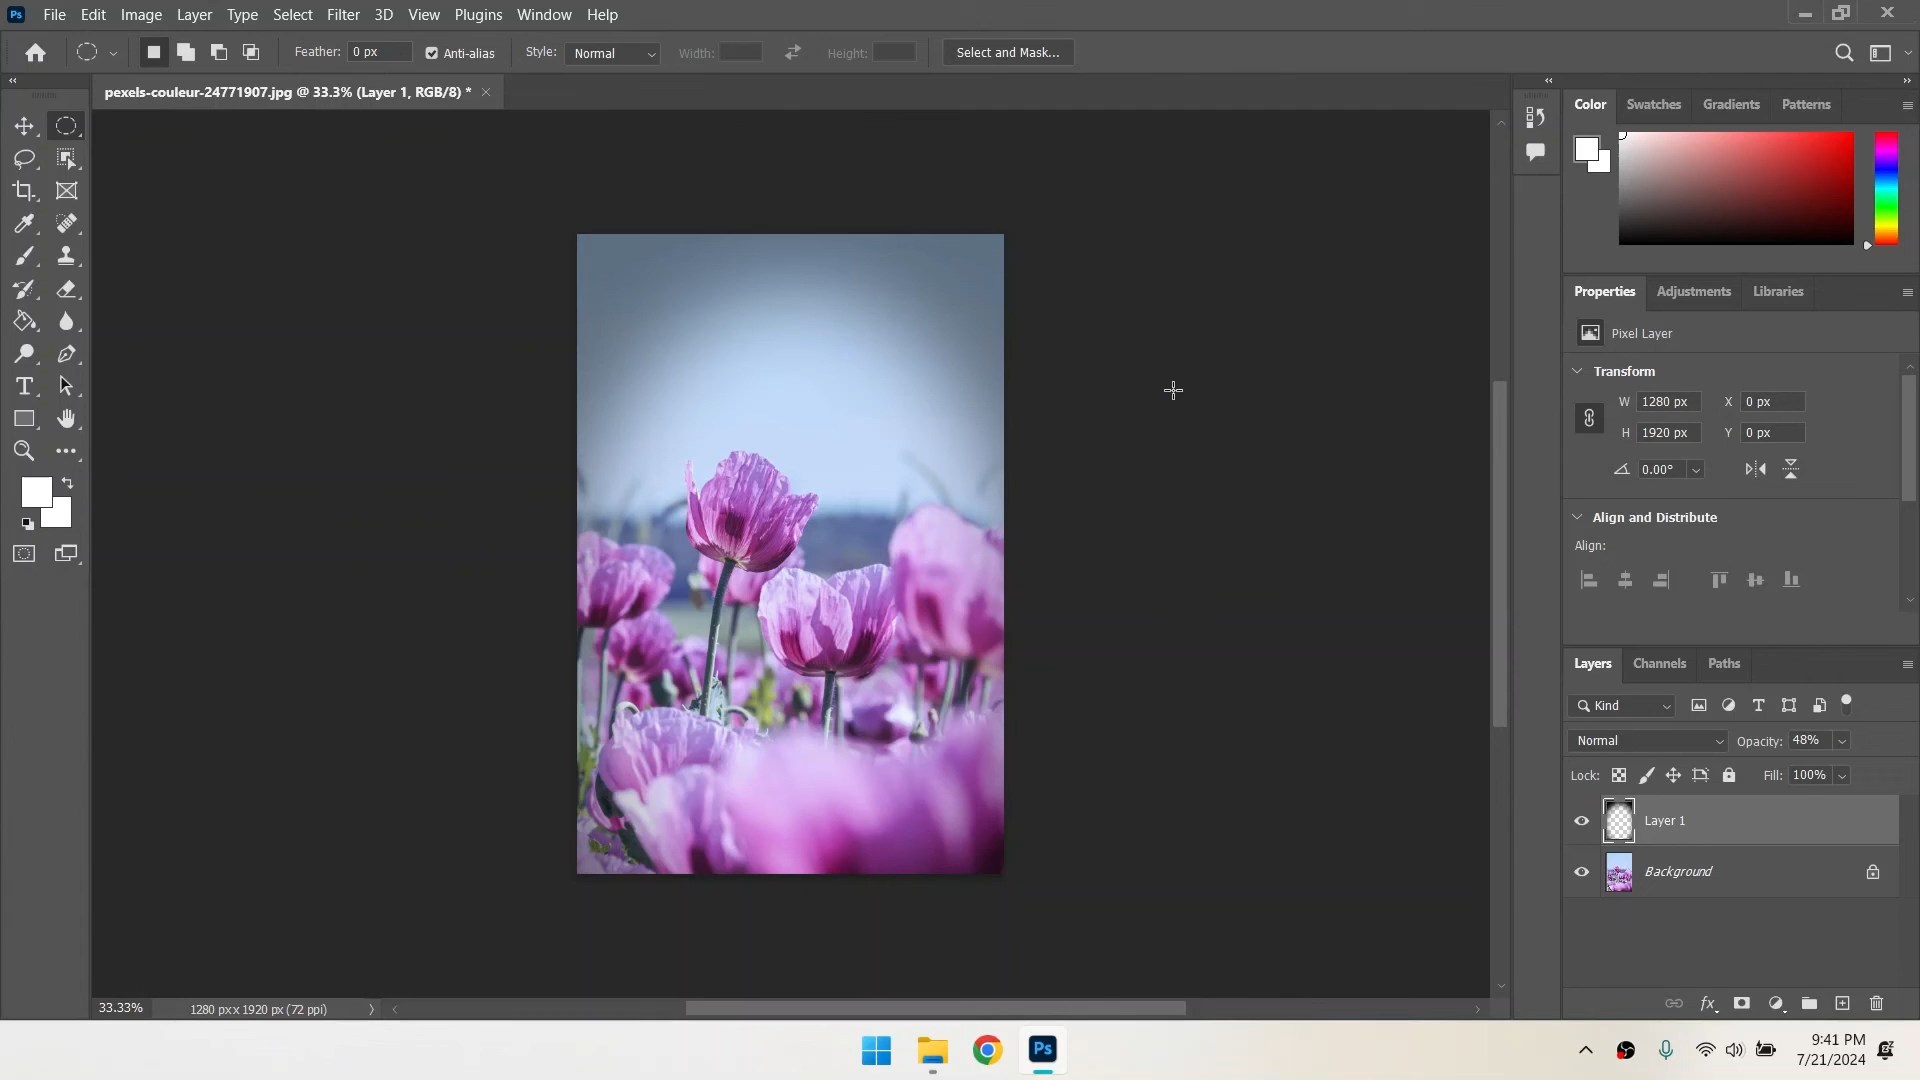 Ps File Edit Image Layer Type Select Filter 3D View Plugins Window Help
Feather: 0 px Anti-alias Style: Normal Width: Height: Select and Mask...
pexels-couleur-24771907.jpg @ 33.3% (Layer 1, RGB/8) *
Color Swatches Gradients Patterns
Properties Adjustments Libraries
Pixel Layer
Transform
W 1280 px X 0 px
H 1920 px Y 0 px
0.00°
Align and Distribute
Align:
Layers Channels Paths
Kind
Normal Opacity: 48%
Lock: Fill: 100%
Layer 1
Background
fx
33.33% 1280 px x 1920 px (72 ppi)
Ps
9:41 PM
7/21/2024